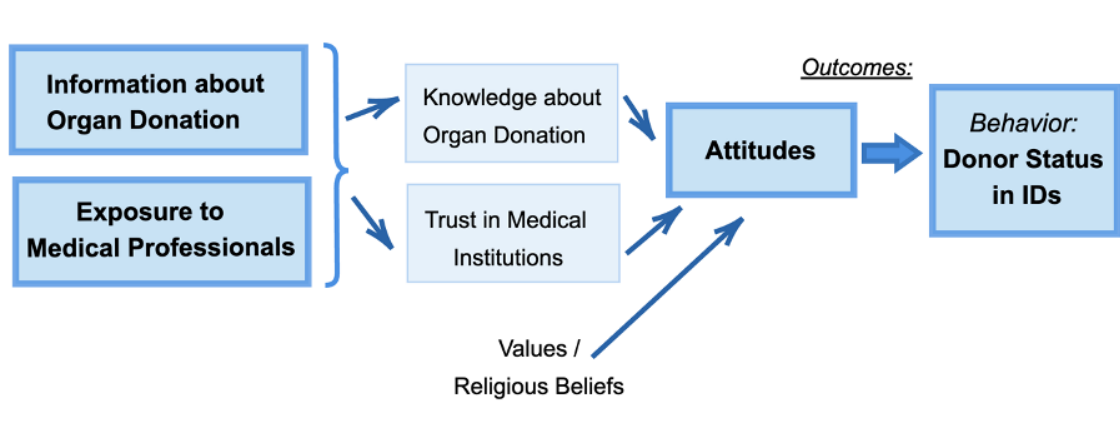 Information about
Organ Donation
Exposure to
Medical Professionals
Knowledge about
Organ Donation
Trust in Medical
Institutions
Values /
Religious Beliefs
Attitudes
Outcomes:
Behavior:
Donor Status
in IDs